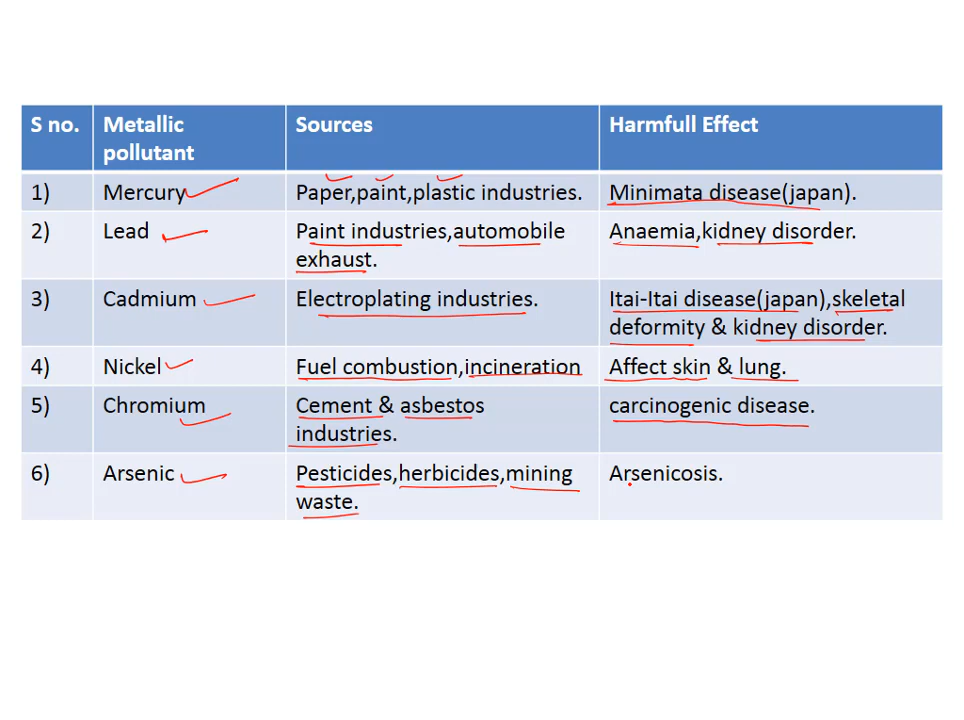 S no. Metallic pollutant Sources Harmfull Effect
1) Mercury Paper,paint,plastic industries. Minimata disease(japan).
2) Lead Paint industries,automobile exhaust. Anaemia,kidney disorder.
3) Cadmium Electroplating industries. Itai-Itai disease(japan),skeletal deformity & kidney disorder.
4) Nickel Fuel combustion,incineration Affect skin & lung.
5) Chromium Cement & asbestos industries. carcinogenic disease.
6) Arsenic Pesticides,herbicides,mining waste. Arsenicosis.